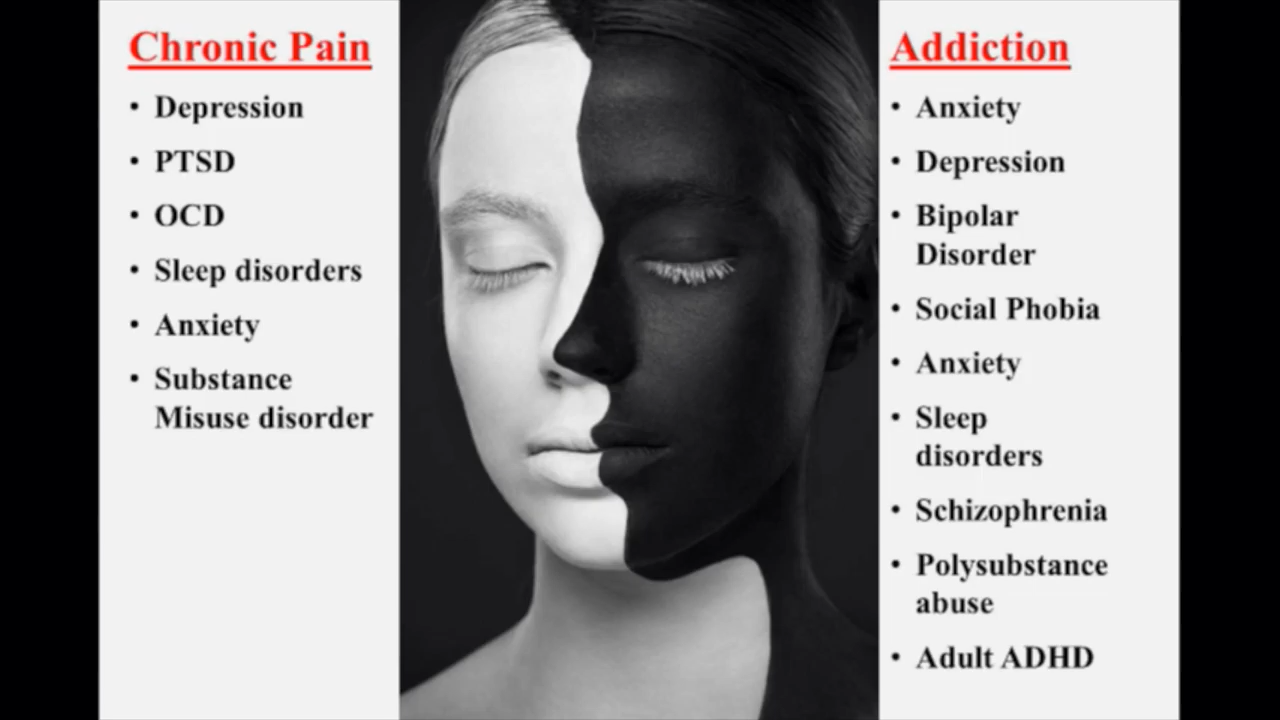 Chronic Pain
• Depression
• PTSD
• OCD
• Sleep disorders
• Anxiety
• Substance
Misuse disorder
Addiction
• Anxiety
• Depression
• Bipolar
Disorder
• Social Phobia
• Anxiety
• Sleep
disorders
• Schizophrenia
• Polysubstance
abuse
• Adult ADHD